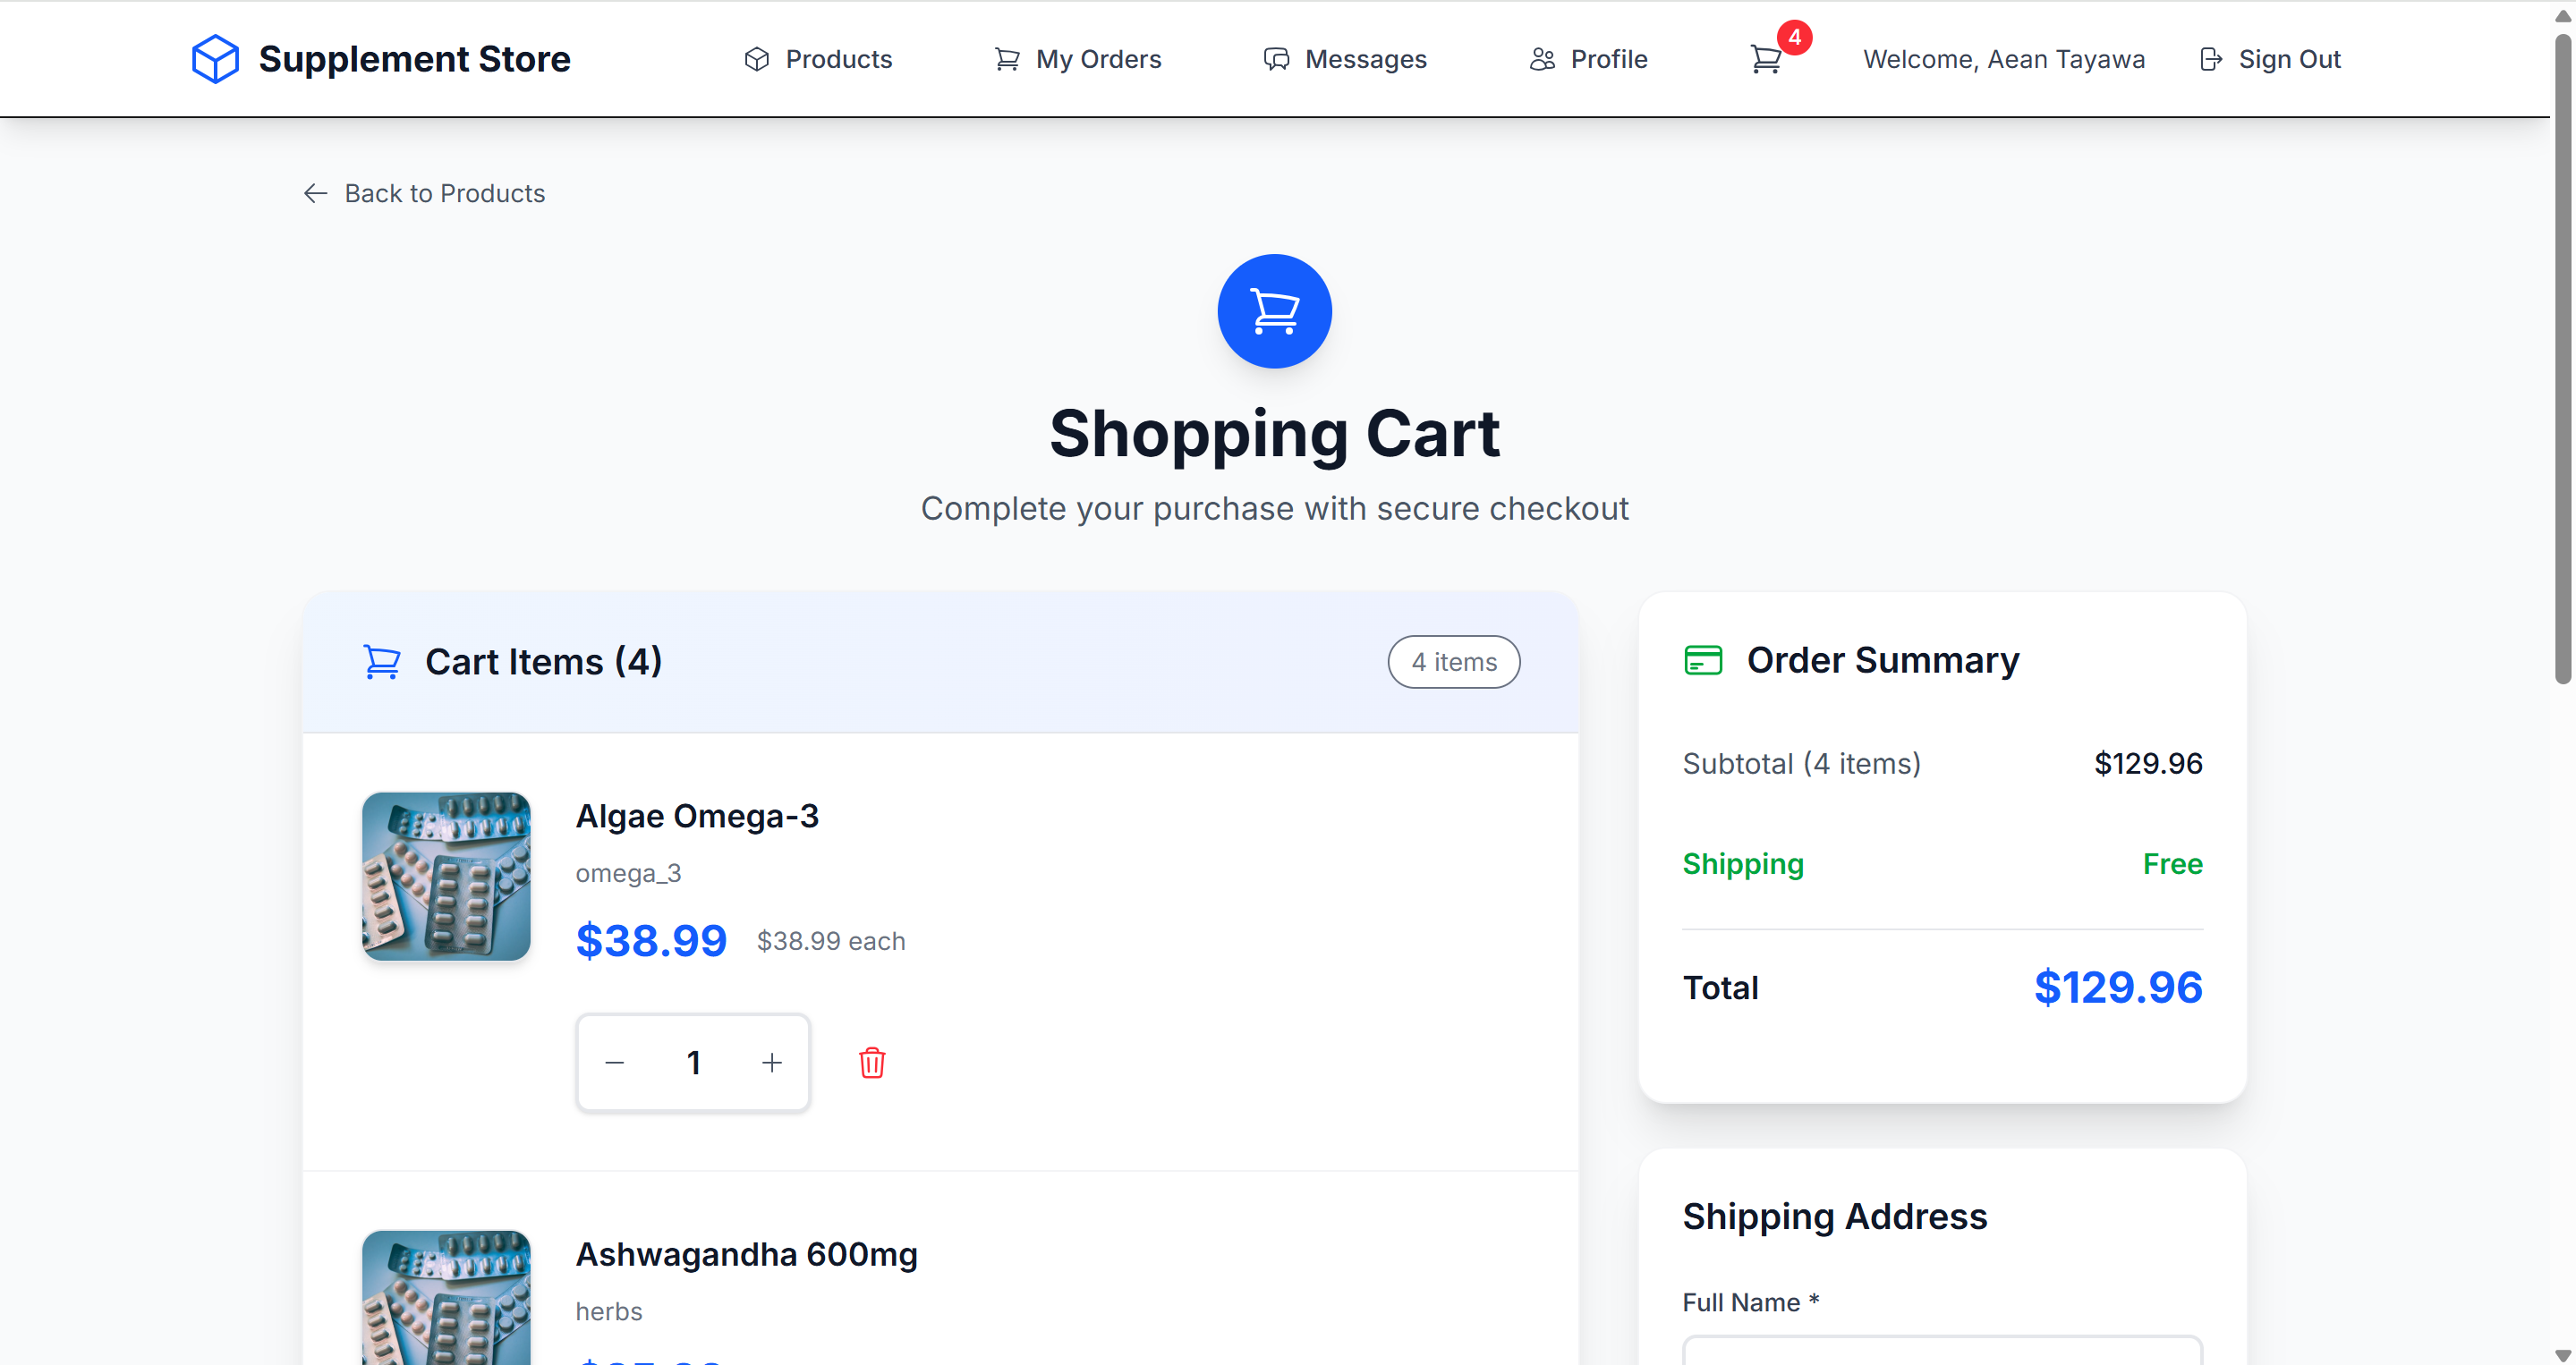 Supplement Store
Products
My Orders
Messages
Profile
4
Welcome, Aean Tayawa
Sign Out
Back to Products
Shopping Cart
Complete your purchase with secure checkout
Cart Items (4)
4 items
Algae Omega-3
omega_3
$38.99 $38.99 each
1
Ashwagandha 600mg
herbs
Order Summary
Subtotal (4 items) $129.96
Shipping Free
Total $129.96
Shipping Address
Full Name *